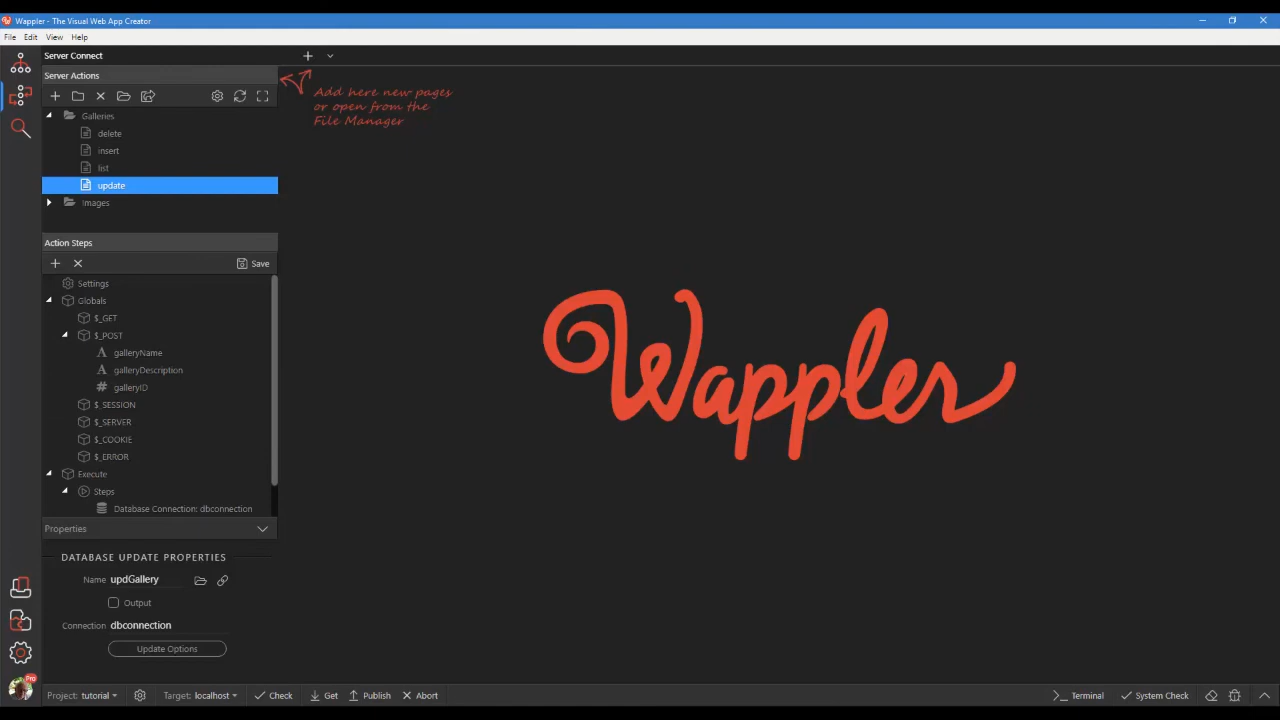 Wappler - The Visual Web App Creator
File Edit View Help
Server Connect
Server Actions
Add here new pages
or open from the
File Manager
Galleries
delete
insert
list
update
Images
Action Steps
Save
Settings
Globals
$_GET
$_POST
galleryName
galleryDescription
galleryID
$_SESSION
$_SERVER
$_COOKIE
$_ERROR
Execute
Steps
Database Connection: dbconnection
Properties
DATABASE UPDATE PROPERTIES
Name updGallery
Output
Connection dbconnection
Update Options
Wappler
Pro
Project: tutorial Target: localhost Check Get Publish Abort Terminal System Check